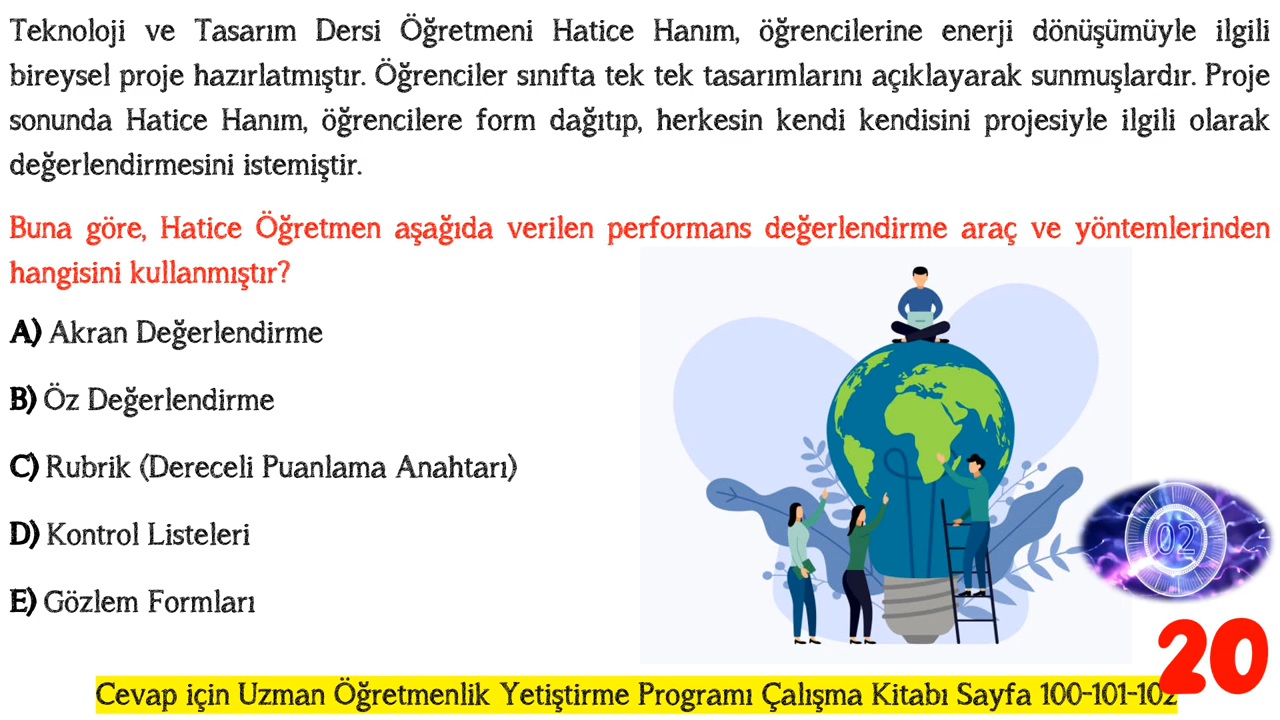 Teknoloji ve Tasarım Dersi Öğretmeni Hatice Hanım, öğrencilerine enerji dönüşümüyle ilgili
bireysel proje hazırlatmıştır. Öğrenciler sınıfta tek tek tasarımlarını açıklayarak sunmuşlardır. Proje
sonunda Hatice Hanım, öğrencilere form dağıtıp, herkesin kendi kendisini projesiyle ilgili olarak
değerlendirmesini istemiştir.
Buna göre, Hatice Öğretmen aşağıda verilen performans değerlendirme araç ve yöntemlerinden
hangisini kullanmıştır?
A) Akran Değerlendirme
B) Öz Değerlendirme
C) Rubrik (Dereceli Puanlama Anahtarı)
D) Kontrol Listeleri
E) Gözlem Formları
02
20
Cevap için Uzman Öğretmenlik Yetiştirme Programı Çalışma Kitabı Sayfa 100-101-102